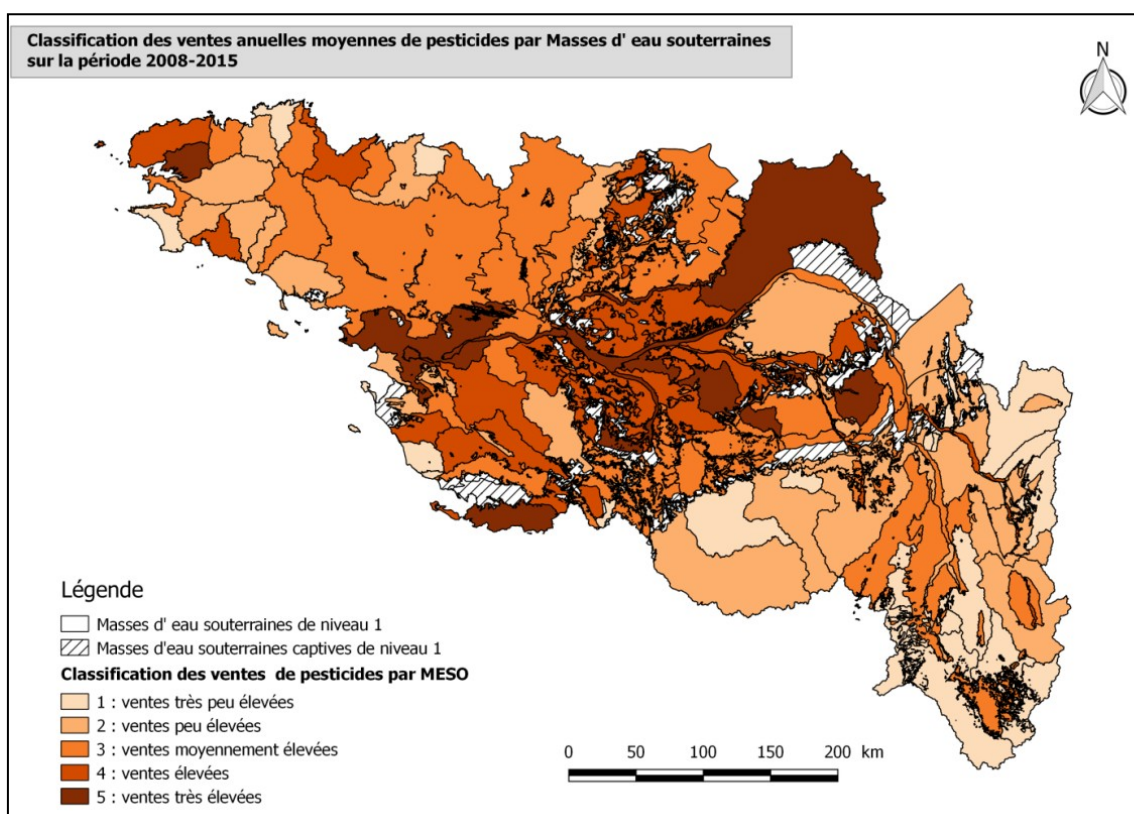 Classification des ventes anuelles moyennes de pesticides par Masses d' eau souterraines
sur la période 2008-2015
N
Légende
Masses d' eau souterraines de niveau 1
Masses d'eau souterraines captives de niveau 1
Classification des ventes de pesticides par MESO
1 : ventes très peu élevées
2 : ventes peu élevées
3 : ventes moyennement élevées
4 : ventes élevées
5 : ventes très élevées
0 50 100 150 200 km